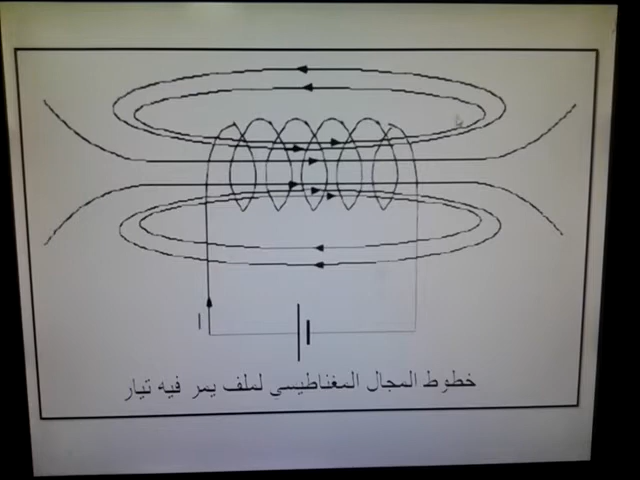 I
خطوط المجال المغناطيسي لملف يمر فيه تيار